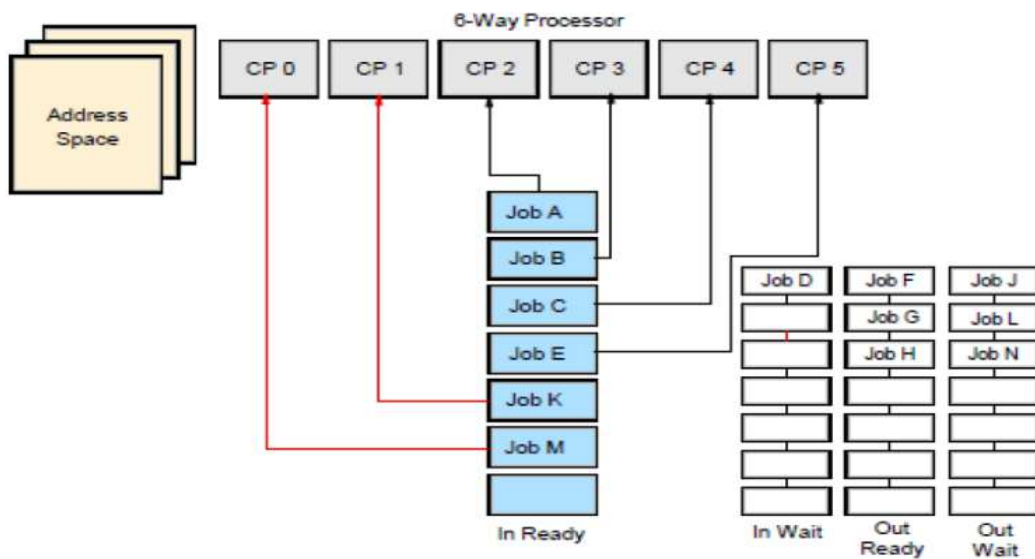 6-Way Processor
CP 0
CP 1
CP 2
CP 3
CP 4
CP 5
Address
Space
Job A
Job B
Job C
Job E
Job K
Job M
In Ready
Job D
In Wait
Job F
Job G
Job H
Out
Ready
Job J
Job L
Job N
Out
Wait